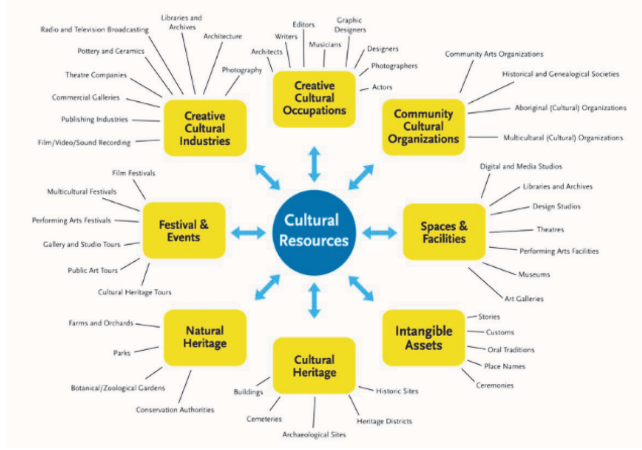 Libraries and
Archives
Radio and Television Broadcasting
Architecture
Pottery and Ceramics
Photography
Theatre Companies
Commercial Galleries
Publishing Industries
Film/Video/Sound Recording
Creative
Cultural
Industries
Editors
Graphic
Designers
Writers
Musicians
Architects
Designers
Photographers
Actors
Creative
Cultural
Occupations
Community Arts Organizations
Historical and Genealogical Societies
Aboriginal (Cultural) Organizations
Multicultural (Cultural) Organizations
Community
Cultural
Organizations
Film Festivals
Multicultural Festivals
Performing Arts Festivals
Gallery and Studio Tours
Public Art Tours
Cultural Heritage Tours
Festival &
Events
Cultural
Resources
Spaces &
Facilities
Digital and Media Studios
Libraries and Archives
Design Studios
Theatres
Performing Arts Facilities
Museums
Art Galleries
Natural
Heritage
Farms and Orchards
Parks
Botanical/Zoological Gardens
Conservation Authorities
Cultural
Heritage
Buildings
Cemeteries
Archaeological Sites
Heritage Districts
Historic Sites
Intangible
Assets
Stories
Customs
Oral Traditions
Place Names
Ceremonies